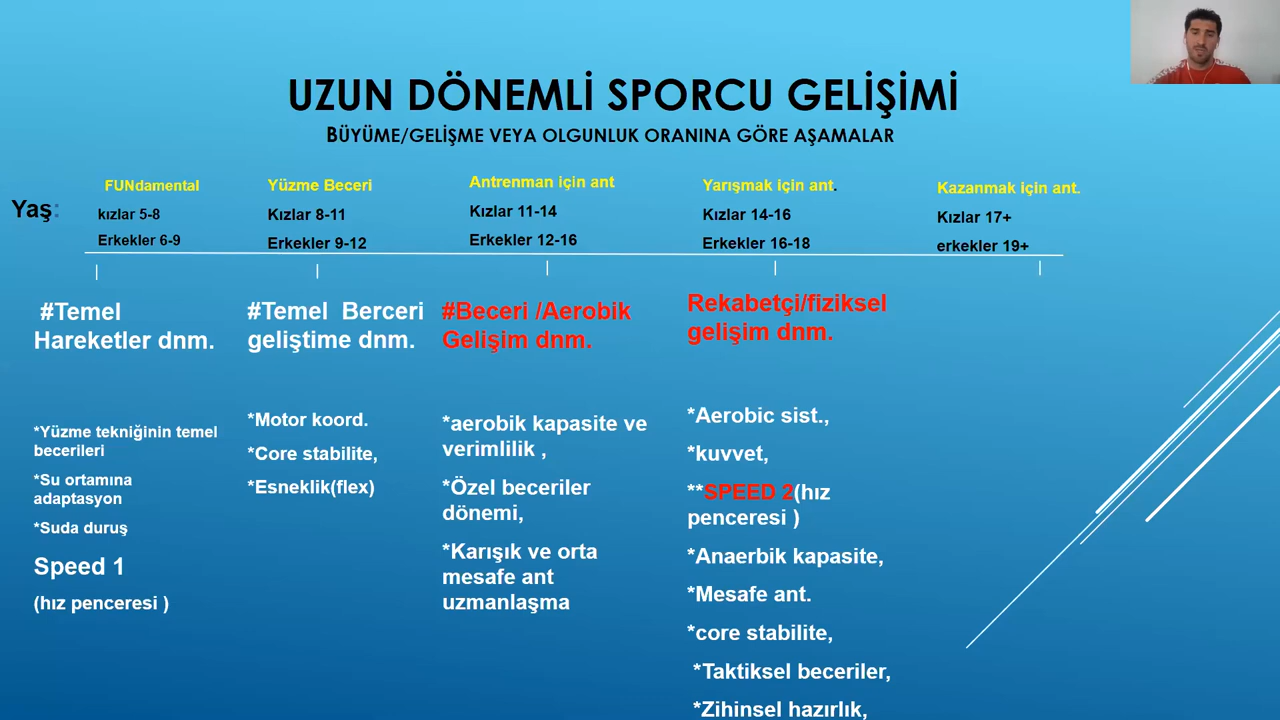 UZUN DÖNEMLİ SPORCU GELİŞİMİ
BÜYÜME/GELİŞME VEYA OLGUNLUK ORANINA GÖRE AŞAMALAR
Yaş:
FUNdamental
kızlar 5-8
Erkekler 6-9
Yüzme Beceri
Kızlar 8-11
Erkekler 9-12
Antrenman için ant
Kızlar 11-14
Erkekler 12-16
Yarışmak için ant.
Kızlar 14-16
Erkekler 16-18
Kazanmak için ant.
Kızlar 17+
erkekler 19+
#Temel
Hareketler dnm.
*Yüzme tekniğinin temel
becerileri
*Su ortamına
adaptasyon
*Suda duruş
Speed 1
(hız penceresi )
#Temel Berceri
geliştime dnm.
*Motor koord.
*Core stabilite,
*Esneklik(flex)
#Beceri /Aerobik
Gelişim dnm.
*aerobik kapasite ve
verimlilik ,
*Özel beceriler
dönemi,
*Karışık ve orta
mesafe ant
uzmanlaşma
Rekabetçi/fiziksel
gelişim dnm.
*Aerobic sist.,
*kuvvet,
**SPEED 2(hız
penceresi )
*Anaerbik kapasite,
*Mesafe ant.
*core stabilite,
*Taktiksel beceriler,
*Zihinsel hazırlık,